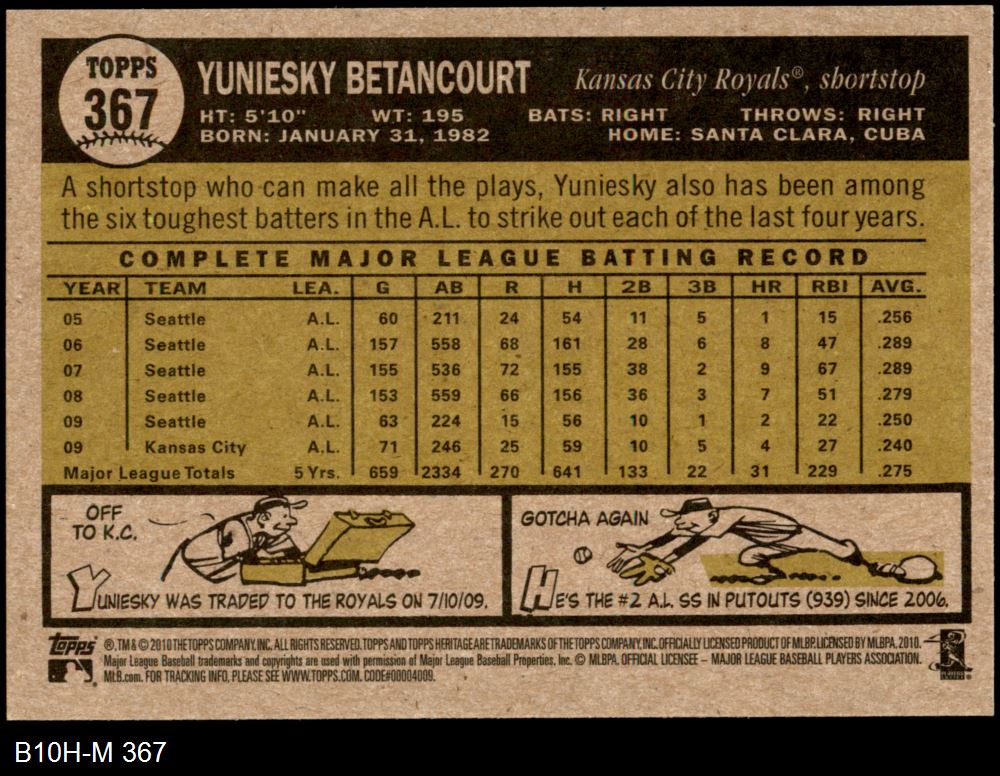 TOPPS
367
YUNIESKY BETANCOURT Kansas City Royals®, shortstop
HT: 5'10" WT: 195 BATS: RIGHT THROWS: RIGHT
BORN: JANUARY 31, 1982 HOME: SANTA CLARA, CUBA
A shortstop who can make all the plays, Yuniesky also has been among
the six toughest batters in the A.L. to strike out each of the last four years.
COMPLETE MAJOR LEAGUE BATTING RECORD
YEAR TEAM LEA. G AB R H 2B 3B HR RBI AVG.
05 Seattle A.L. 60 211 24 54 11 5 1 15 .256
06 Seattle A.L. 157 558 68 161 28 6 8 47 .289
07 Seattle A.L. 155 536 72 155 38 2 9 67 .289
08 Seattle A.L. 153 559 66 156 36 3 7 51 .279
09 Seattle A.L. 63 224 15 56 10 1 2 22 .250
09 Kansas City A.L. 71 246 25 59 10 5 4 27 .240
Major League Totals 5 Yrs. 659 2334 270 641 133 22 31 229 .275
OFF
TO K.C.
YUNIESKY WAS TRADED TO THE ROYALS ON 7/10/09.
GOTCHA AGAIN
HE'S THE #2 A.L. SS IN PUTOUTS (939) SINCE 2006.
topps ®, TM & © 2010 THE TOPPS COMPANY, INC. ALL RIGHTS RESERVED. TOPPS AND TOPPS HERITAGE ARE TRADEMARKS OF THE TOPPS COMPANY, INC. OFFICIALLY LICENSED PRODUCT OF MLBP. LICENSED BY MLBPA, 2010.
Major League Baseball trademarks and copyrights are used with permission of Major League Baseball Properties, Inc. © MLBPA. OFFICIAL LICENSEE – MAJOR LEAGUE BASEBALL PLAYERS ASSOCIATION.
MLB.com. FOR TRACKING INFO, PLEASE SEE WWW.TOPPS.COM. CODE#00004009.
B10H-M 367